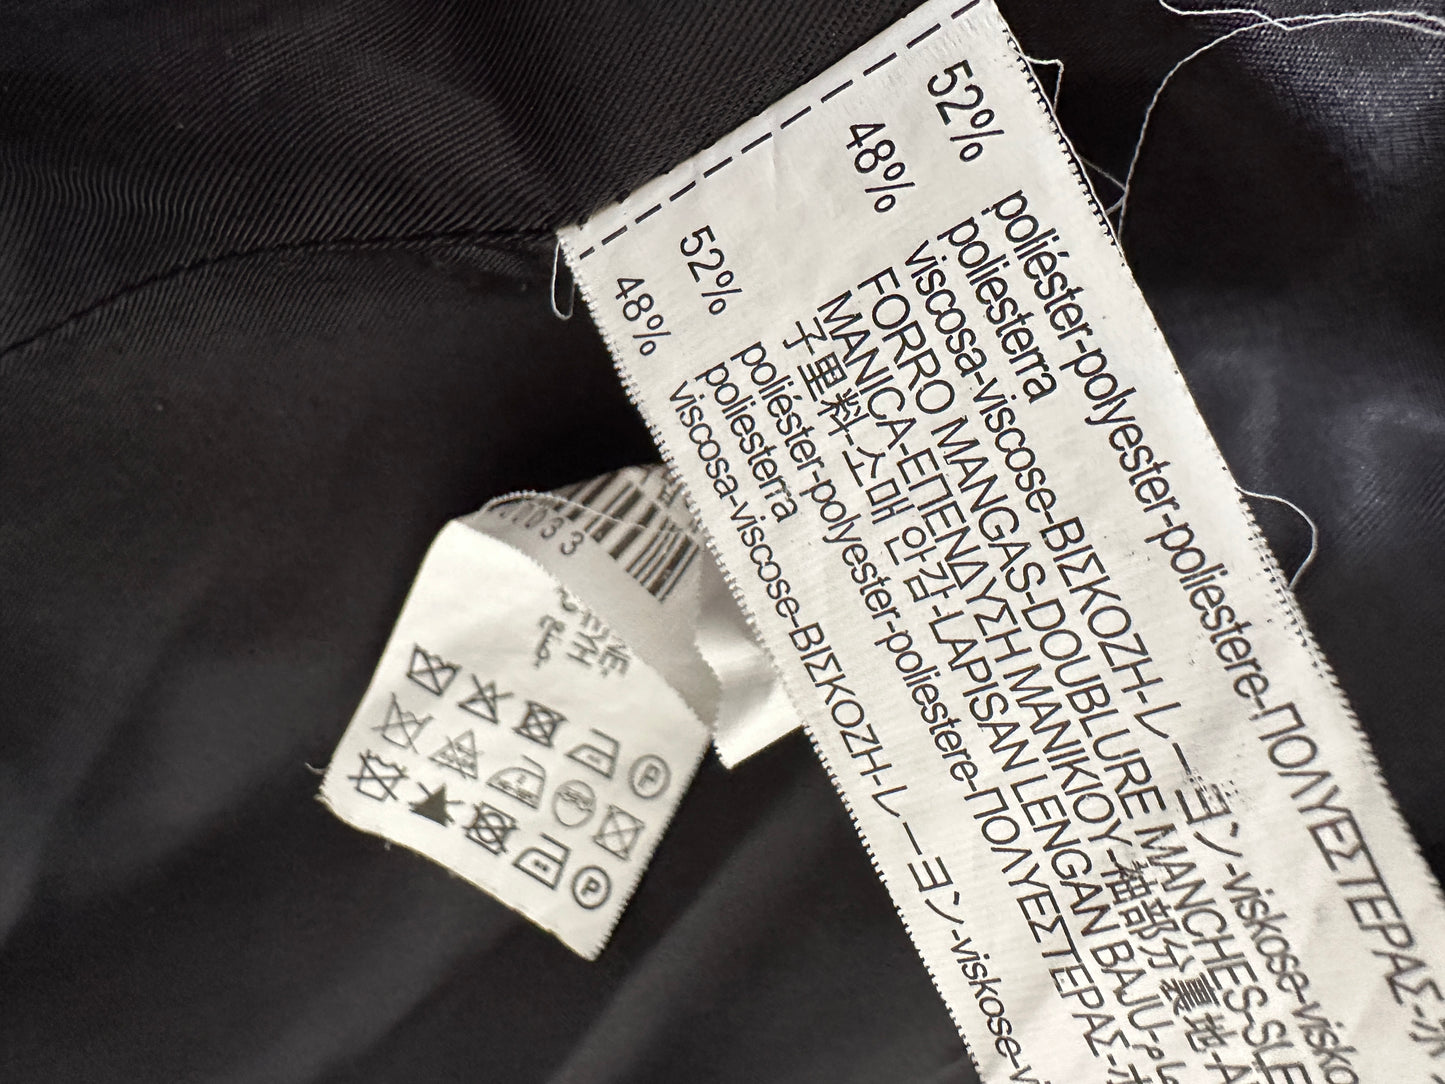 52%
poliéster-polyester-poliestere-ΠΟΛΥΕΣΤΕΡΑΣ-
poliesterra
48%
viscosa-viscose-ΒΙΣΚΟΖΗ-レーヨン-viskose-visko
FORRO MANGAS-DOUBLURE MANCHES-SLE
MANICA-ΕΠΕΝΔΥΣΗ ΜΑΝΙΚΙΟΥ-袖部分裏地-
子里料-소매 안감-LAPISAN LENGAN BAJU-
52%
poliéster-polyester-poliestere-ΠΟΛΥΕΣΤΕΡΑΣ-
poliesterra
48%
viscosa-viscose-ΒΙΣΚΟΖΗ-レーヨン-viskose-v
033
P
P